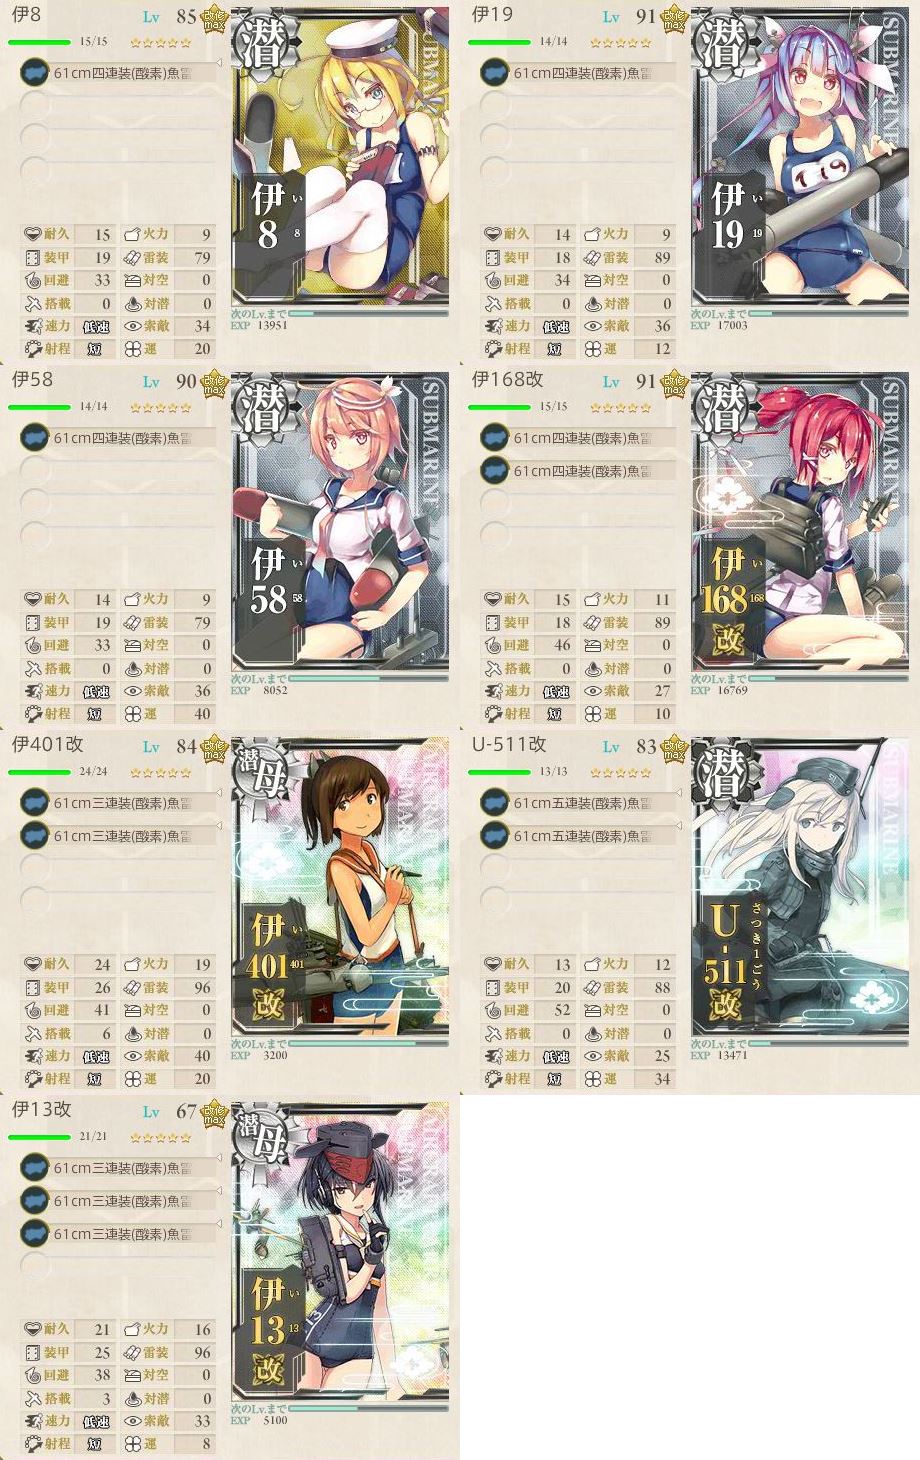 伊8 Lv 85 改修max
15/15
61cm四連装(酸素)魚雷
耐久 15 火力 9
装甲 19 雷装 79
回避 33 対空 0
搭載 0 対潜 0
速力 低速 索敵 34
射程 短 運 20
潜
SUBMARINE
伊8
い
8
次のLv.まで
EXP 13951
伊19 Lv 91 改修max
14/14
61cm四連装(酸素)魚雷
耐久 14 火力 9
装甲 18 雷装 89
回避 34 対空 0
搭載 0 対潜 0
速力 低速 索敵 36
射程 短 運 12
潜
SUBMARINE
伊19
い
19
次のLv.まで
EXP 17003
伊58 Lv 90 改修max
14/14
61cm四連装(酸素)魚雷
耐久 14 火力 9
装甲 19 雷装 79
回避 33 対空 0
搭載 0 対潜 0
速力 低速 索敵 36
射程 短 運 40
潜
SUBMARINE
伊58
い
58
次のLv.まで
EXP 8052
伊168改 Lv 91 改修max
15/15
61cm四連装(酸素)魚雷
61cm四連装(酸素)魚雷
耐久 15 火力 11
装甲 18 雷装 89
回避 46 対空 0
搭載 0 対潜 0
速力 低速 索敵 27
射程 短 運 10
潜
SUBMARINE
伊168改
い
168
次のLv.まで
EXP 16769
伊401改 Lv 84 改修max
24/24
61cm三連装(酸素)魚雷
61cm三連装(酸素)魚雷
耐久 24 火力 19
装甲 26 雷装 96
回避 41 対空 0
搭載 6 対潜 0
速力 低速 索敵 40
射程 短 運 20
潜母
伊401改
い
401
次のLv.まで
EXP 3200
U-511改 Lv 83 改修max
13/13
61cm五連装(酸素)魚雷
61cm五連装(酸素)魚雷
耐久 13 火力 12
装甲 20 雷装 88
回避 52 対空 0
搭載 0 対潜 0
速力 低速 索敵 25
射程 短 運 34
潜
SUBMARINE
U-511改
さつき1ごう
次のLv.まで
EXP 13471
伊13改 Lv 67 改修max
21/21
61cm三連装(酸素)魚雷
61cm三連装(酸素)魚雷
61cm三連装(酸素)魚雷
耐久 21 火力 16
装甲 25 雷装 96
回避 38 対空 0
搭載 3 対潜 0
速力 低速 索敵 33
射程 短 運 8
潜母
伊13改
い
13
次のLv.まで
EXP 5100